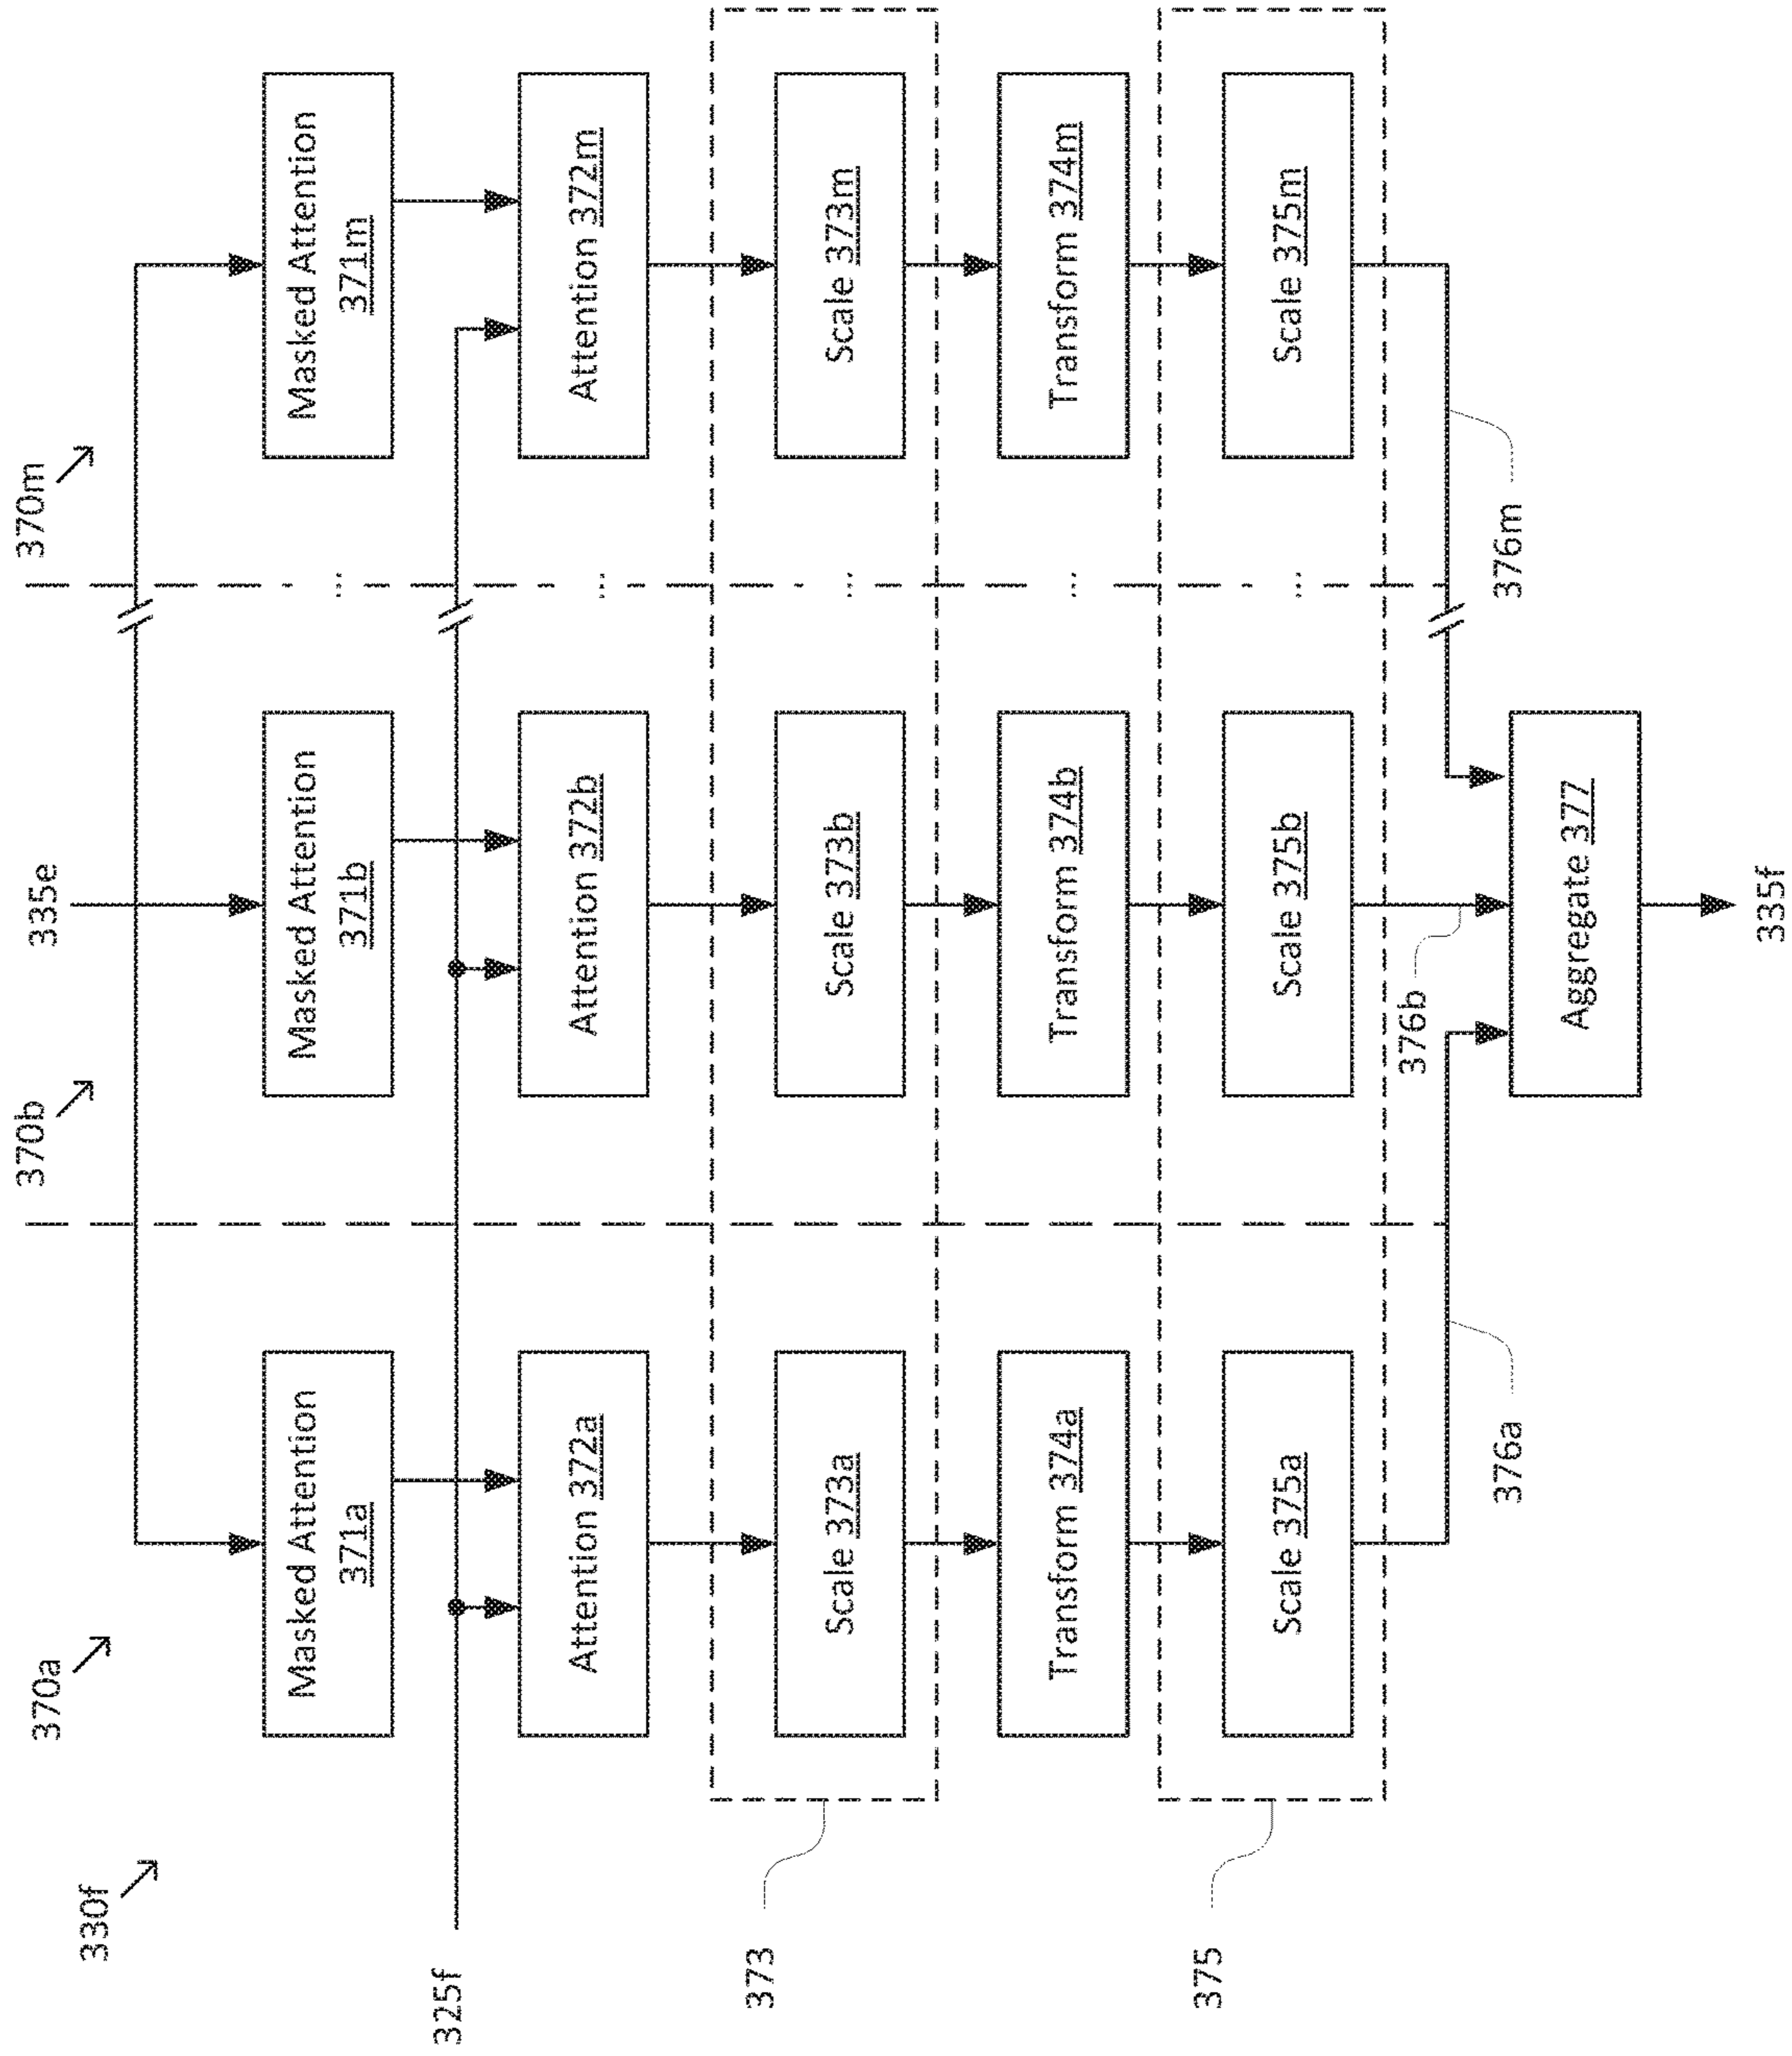 330f
370a
370b
370m
335e
Masked Attention
371a
Masked Attention
371b
Masked Attention
371m
...
325f
Attention 372a
Attention 372b
Attention 372m
...
373
Scale 373a
Scale 373b
Scale 373m
...
Transform 374a
Transform 374b
Transform 374m
...
375
Scale 375a
Scale 375b
Scale 375m
...
376a
376b
376m
Aggregate 377
335f